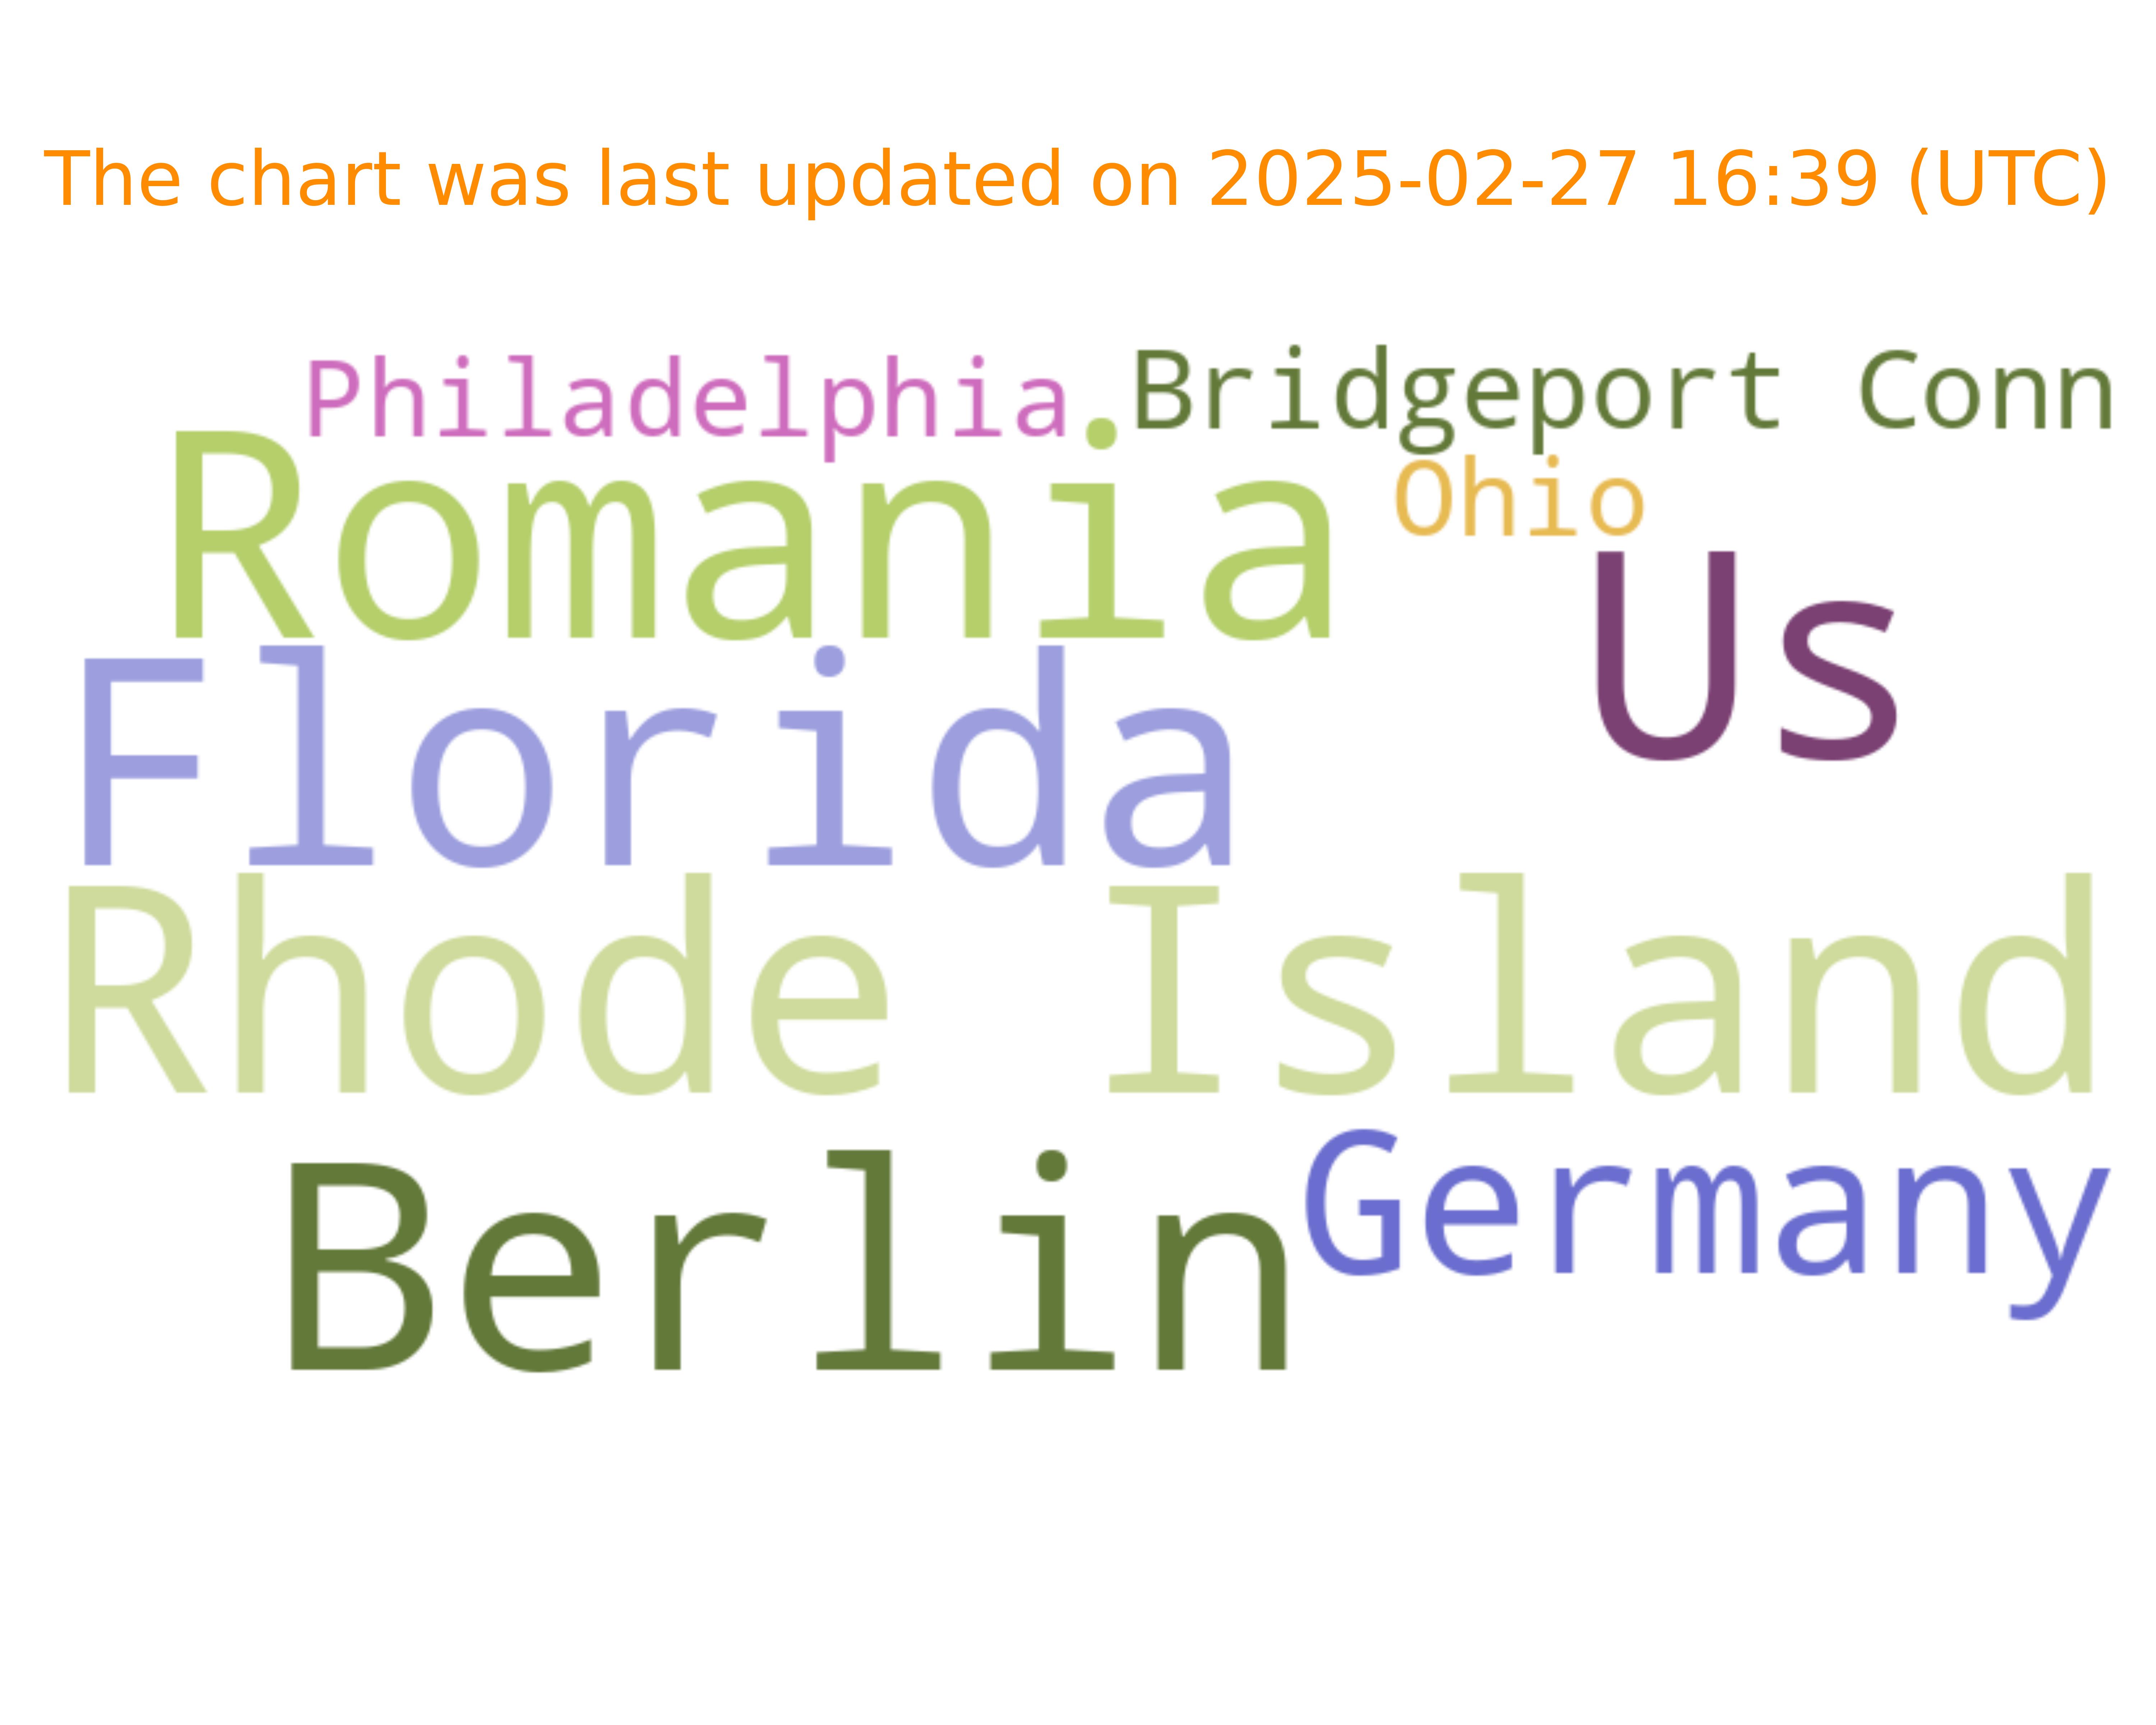 The chart was last updated on 2025-02-27 16:39 (UTC)
Philadelphia
Bridgeport Conn
Romania
Ohio
Us
Florida
Rhode Island
Germany
Berlin